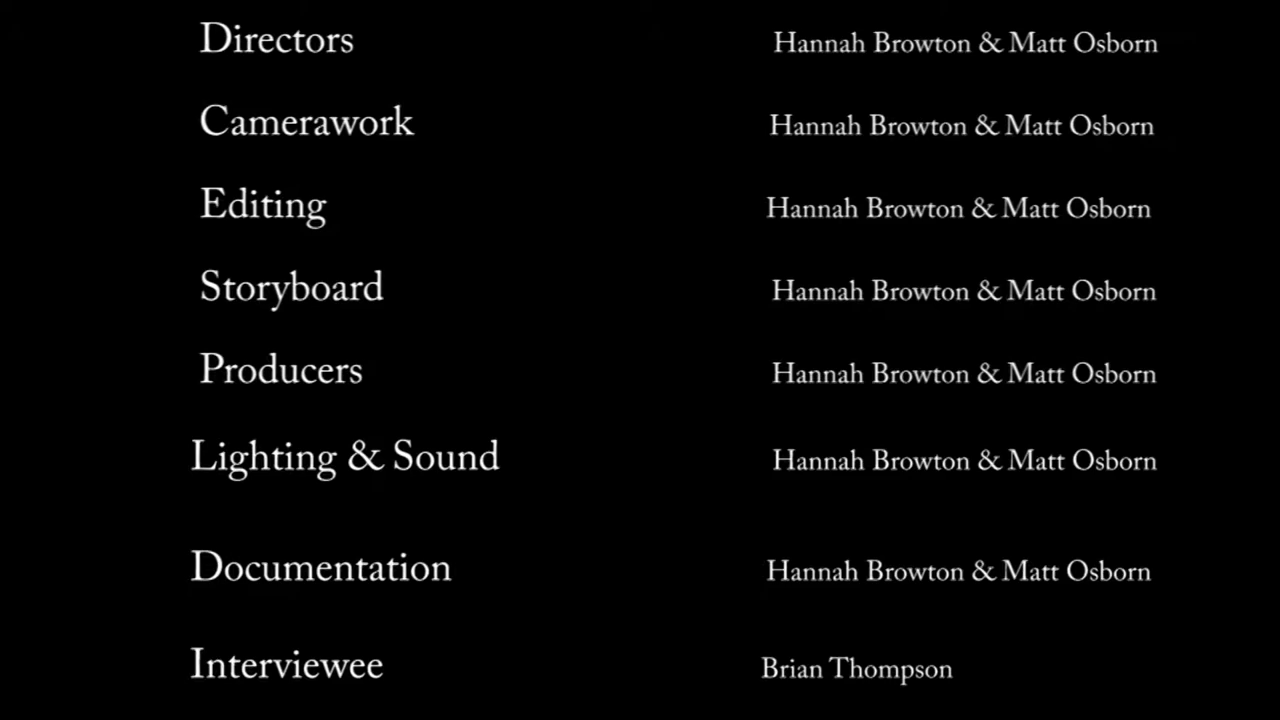 Directors Hannah Browton & Matt Osborn
Camerawork Hannah Browton & Matt Osborn
Editing Hannah Browton & Matt Osborn
Storyboard Hannah Browton & Matt Osborn
Producers Hannah Browton & Matt Osborn
Lighting & Sound Hannah Browton & Matt Osborn
Documentation Hannah Browton & Matt Osborn
Interviewee Brian Thompson